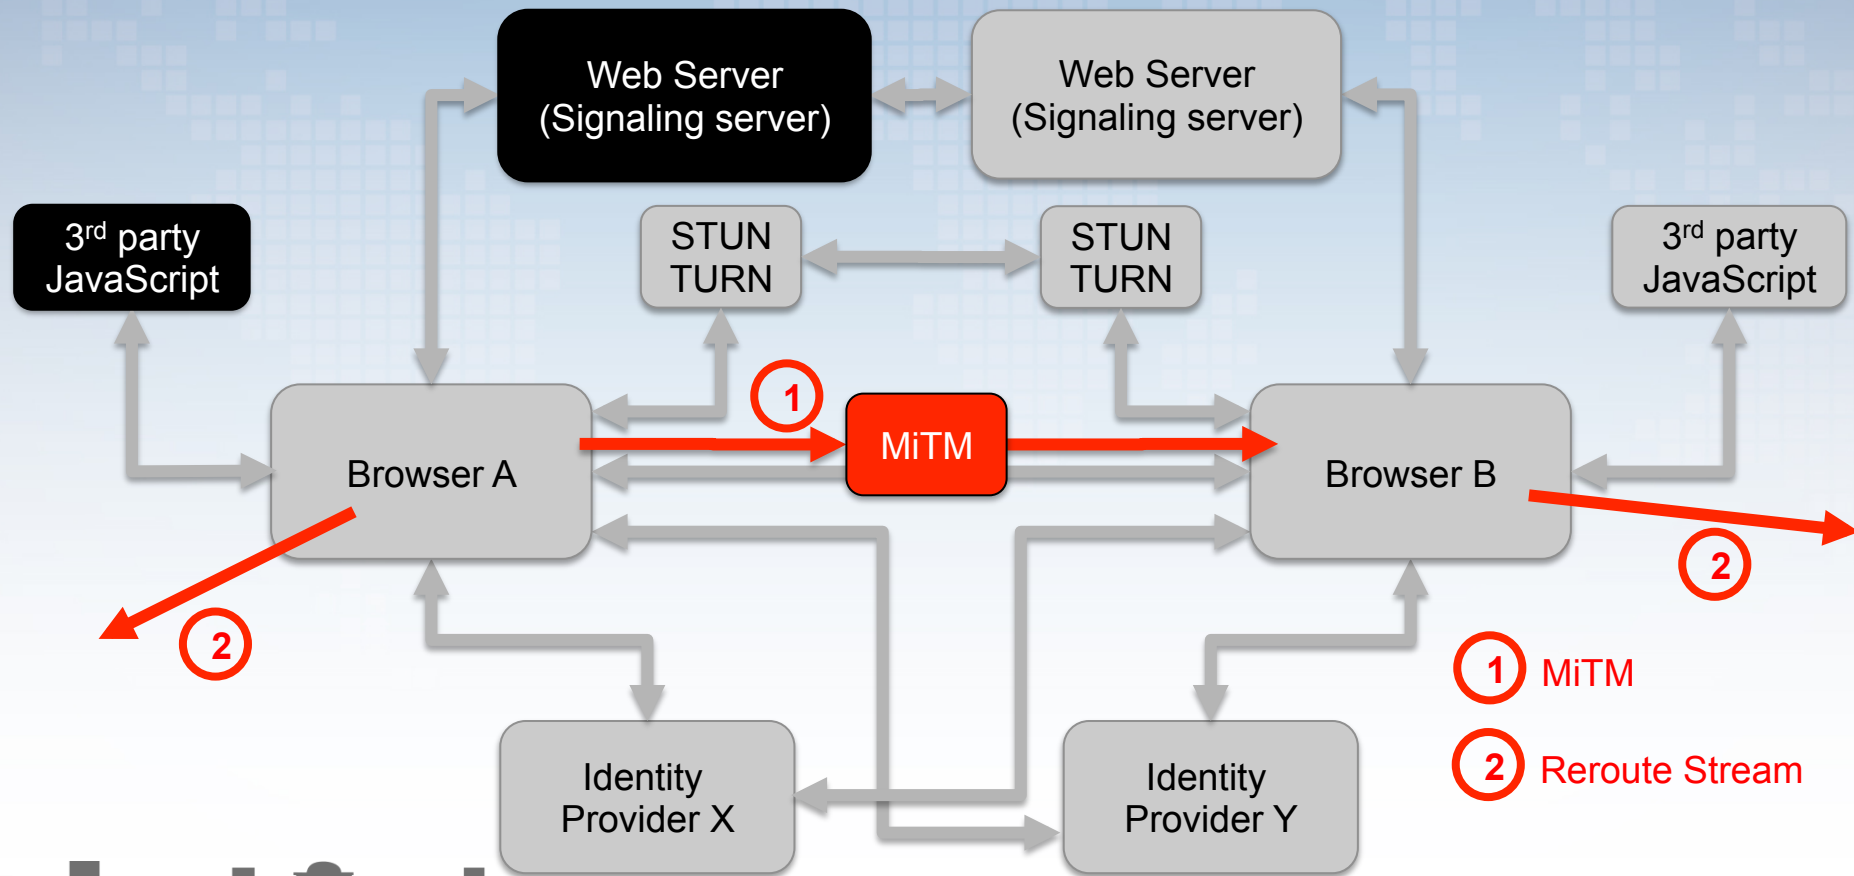 Web Server
(Signaling server)
Web Server
(Signaling server)
3rd party
JavaScript
STUN
TURN
STUN
TURN
3rd party
JavaScript
1
MiTM
Browser A
Browser B
2
2
1 MiTM
2 Reroute Stream
Identity
Provider X
Identity
Provider Y